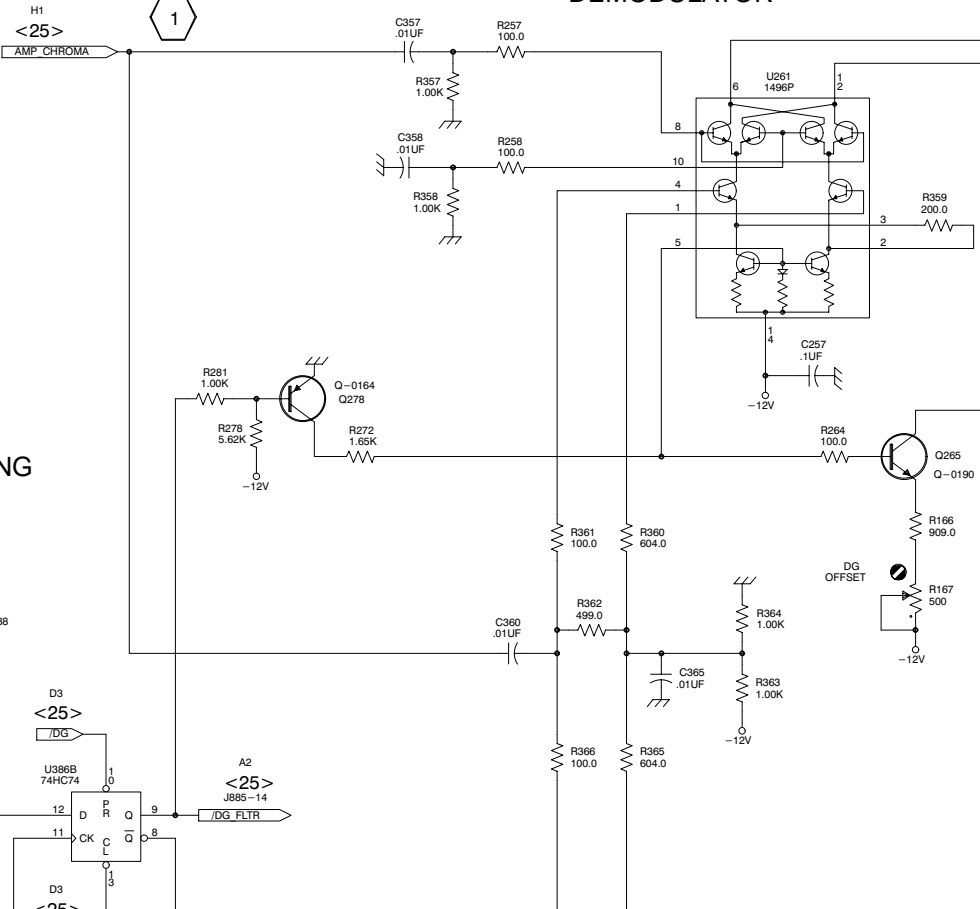 DEMODULATOR
H1
<25>
AMP_CHROMA
1
C357
.01UF
R257
100.0
R357
1.00K
U261
1496P
6
1
2
8
C358
.01UF
R258
100.0
10
R358
1.00K
4
1
R359
200.0
3
5
2
1
4
C257
.1UF
−12V
R281
1.00K
Q−0164
Q278
R278
5.62K
−12V
R272
1.65K
R264
100.0
Q265
Q−0190
NG
R361
100.0
R360
604.0
R166
909.0
DG
OFFSET
R167
500
−12V
R362
499.0
R364
1.00K
C360
.01UF
C365
.01UF
R363
1.00K
−12V
38
D3
<25>
/DG
R366
100.0
R365
604.0
U386B
74HC74
1
0
A2
<25>
J885−14
/DG_FLTR
12
D
P
R
Q
9
11
CK
C
L
Q
8
1
3
D3
<25>